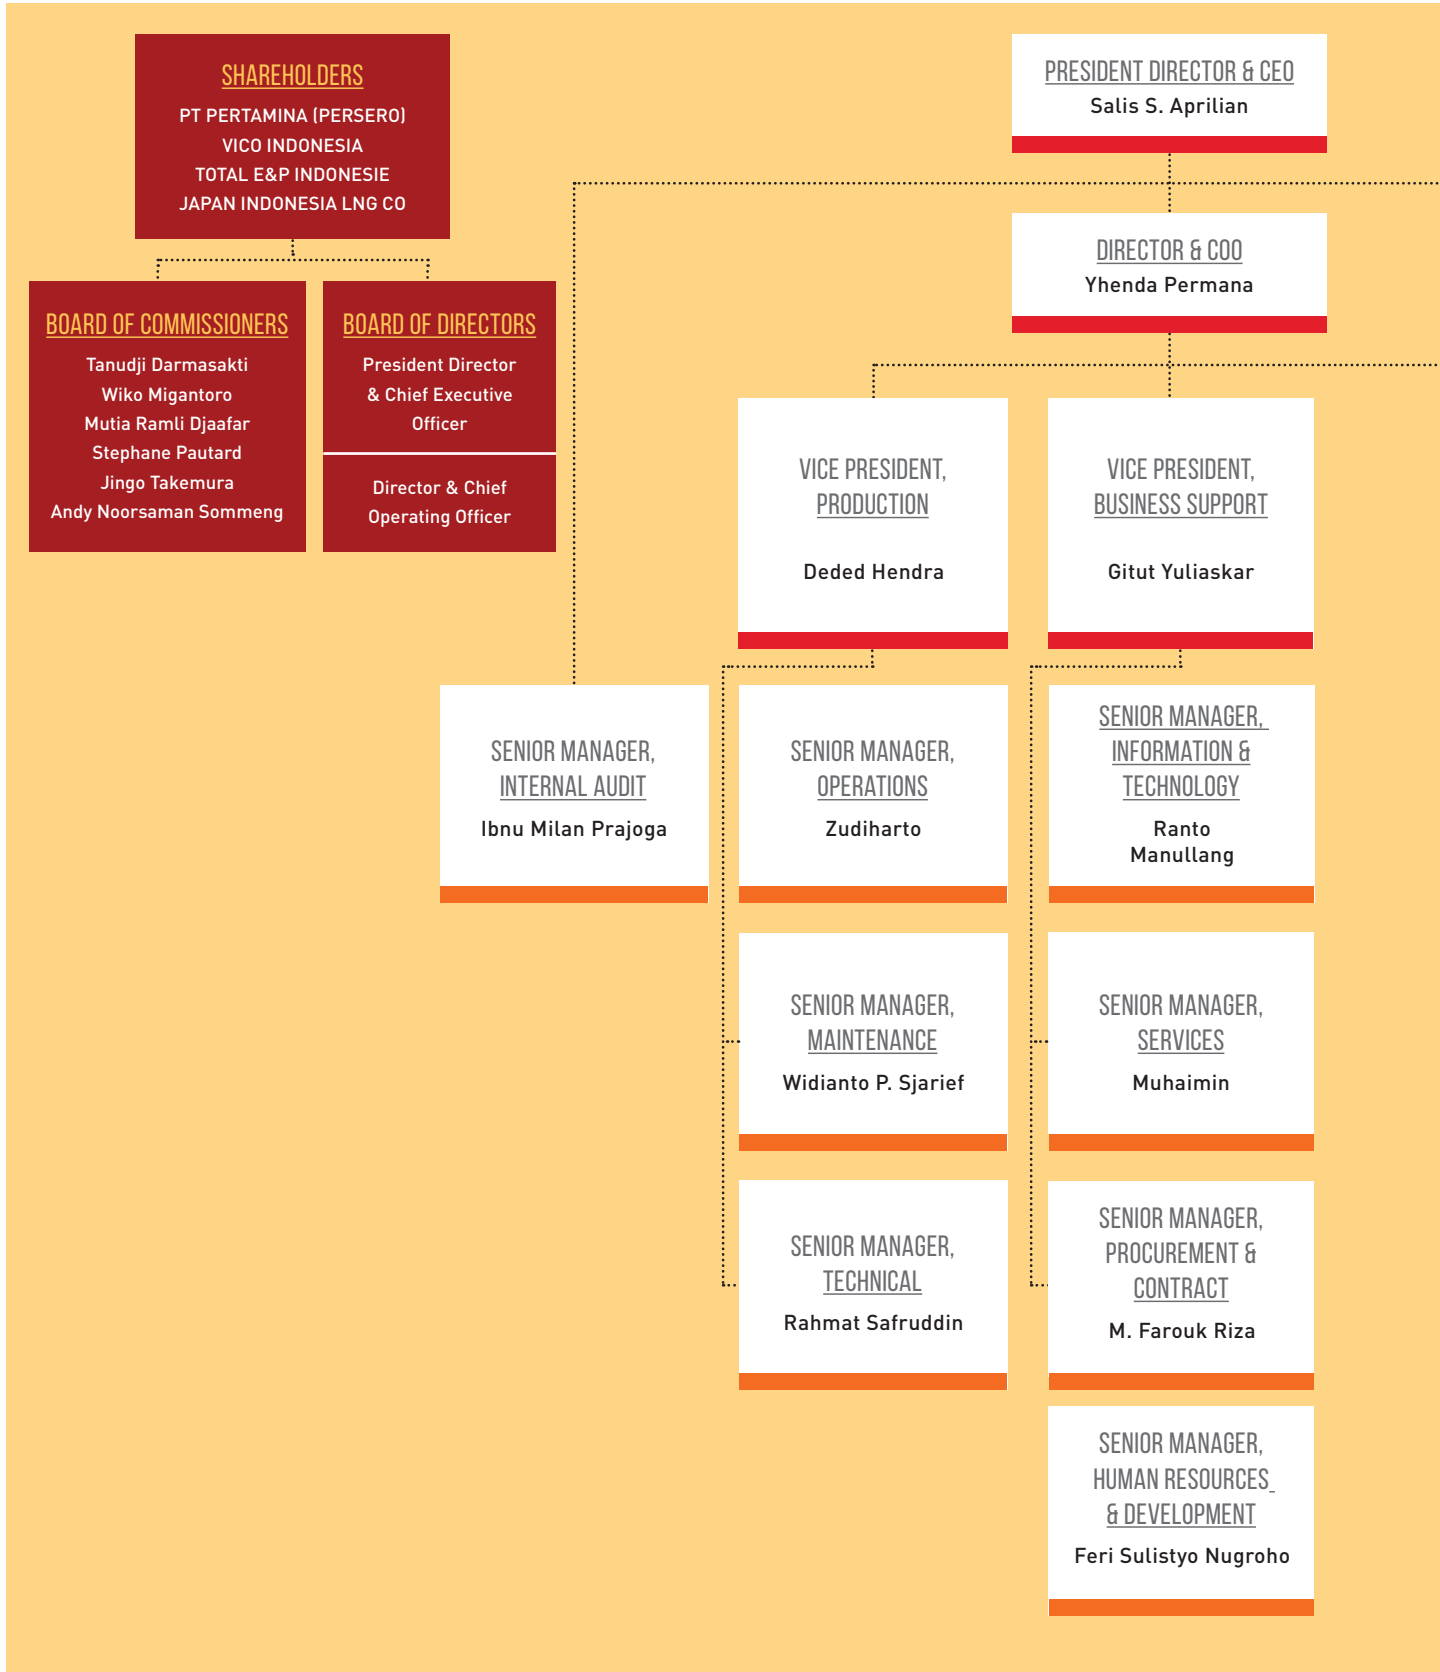 SHAREHOLDERS
PT PERTAMINA (PERSERO)
VICO INDONESIA
TOTAL E&P INDONESIE
JAPAN INDONESIA LNG CO
BOARD OF COMMISSIONERS
Tanudji Darmasakti
Wiko Migantoro
Mutia Ramli Djaafar
Stephane Pautard
Jingo Takemura
Andy Noorsaman Sommeng
BOARD OF DIRECTORS
President Director
& Chief Executive
Officer
Director & Chief
Operating Officer
PRESIDENT DIRECTOR & CEO
Salis S. Aprilian
DIRECTOR & COO
Yhenda Permana
VICE PRESIDENT,
PRODUCTION
Deded Hendra
VICE PRESIDENT,
BUSINESS SUPPORT
Gitut Yuliaskar
SENIOR MANAGER,
INTERNAL AUDIT
Ibnu Milan Prajoga
SENIOR MANAGER,
OPERATIONS
Zudiharto
SENIOR MANAGER,
INFORMATION &
TECHNOLOGY
Ranto
Manullang
SENIOR MANAGER,
MAINTENANCE
Widianto P. Sjarief
SENIOR MANAGER,
SERVICES
Muhaimin
SENIOR MANAGER,
TECHNICAL
Rahmat Safruddin
SENIOR MANAGER,
PROCUREMENT &
CONTRACT
M. Farouk Riza
SENIOR MANAGER,
HUMAN RESOURCES
& DEVELOPMENT
Feri Sulistyo Nugroho